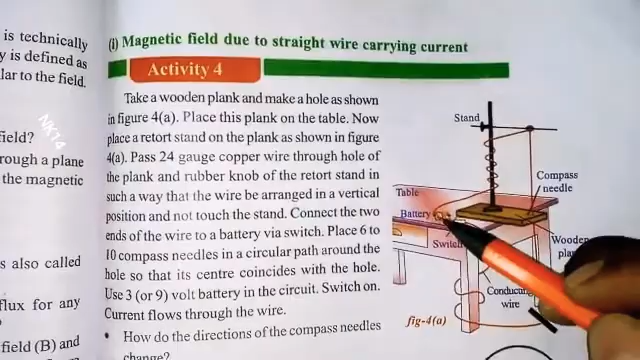 is technically
y is defined as
lar to the field.
field?
rough a plane
the magnetic
s also called
flux for any
field (B) and
(i) Magnetic field due to straight wire carrying current
Activity 4
Take a wooden plank and make a hole as shown
in figure 4(a). Place this plank on the table. Now
place a retort stand on the plank as shown in figure
4(a). Pass 24 gauge copper wire through hole of
the plank and rubber knob of the retort stand in
such a way that the wire be arranged in a vertical
position and not touch the stand. Connect the two
ends of the wire to a battery via switch. Place 6 to
10 compass needles in a circular path around the
hole so that its centre coincides with the hole.
Use 3 (or 9) volt battery in the circuit. Switch on.
Current flows through the wire.
• How do the directions of the compass needles
change?
Stand
Compass
needle
Table
Battery
Switch
Wooden
plan
Conducting
wire
fig-4(a)
NK14